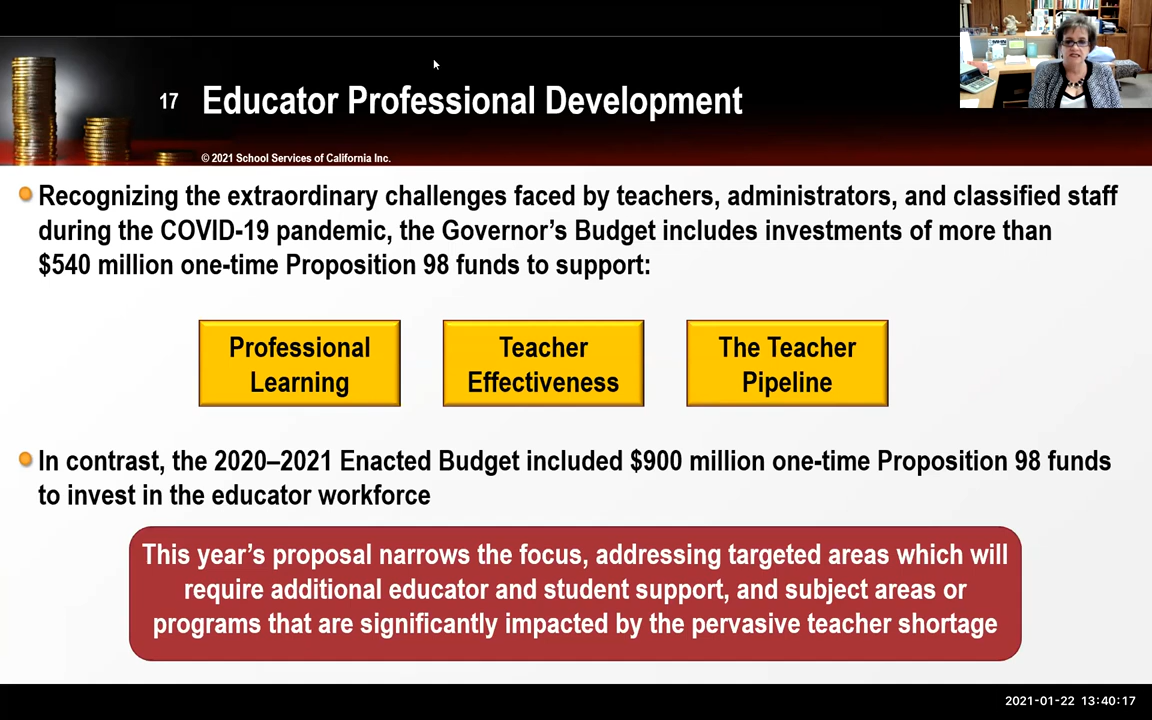 17 Educator Professional Development
© 2021 School Services of California Inc.
Recognizing the extraordinary challenges faced by teachers, administrators, and classified staff
during the COVID-19 pandemic, the Governor's Budget includes investments of more than
$540 million one-time Proposition 98 funds to support:
Professional
Learning
Teacher
Effectiveness
The Teacher
Pipeline
In contrast, the 2020–2021 Enacted Budget included $900 million one-time Proposition 98 funds
to invest in the educator workforce
This year's proposal narrows the focus, addressing targeted areas which will
require additional educator and student support, and subject areas or
programs that are significantly impacted by the pervasive teacher shortage
2021-01-22 13:40:17